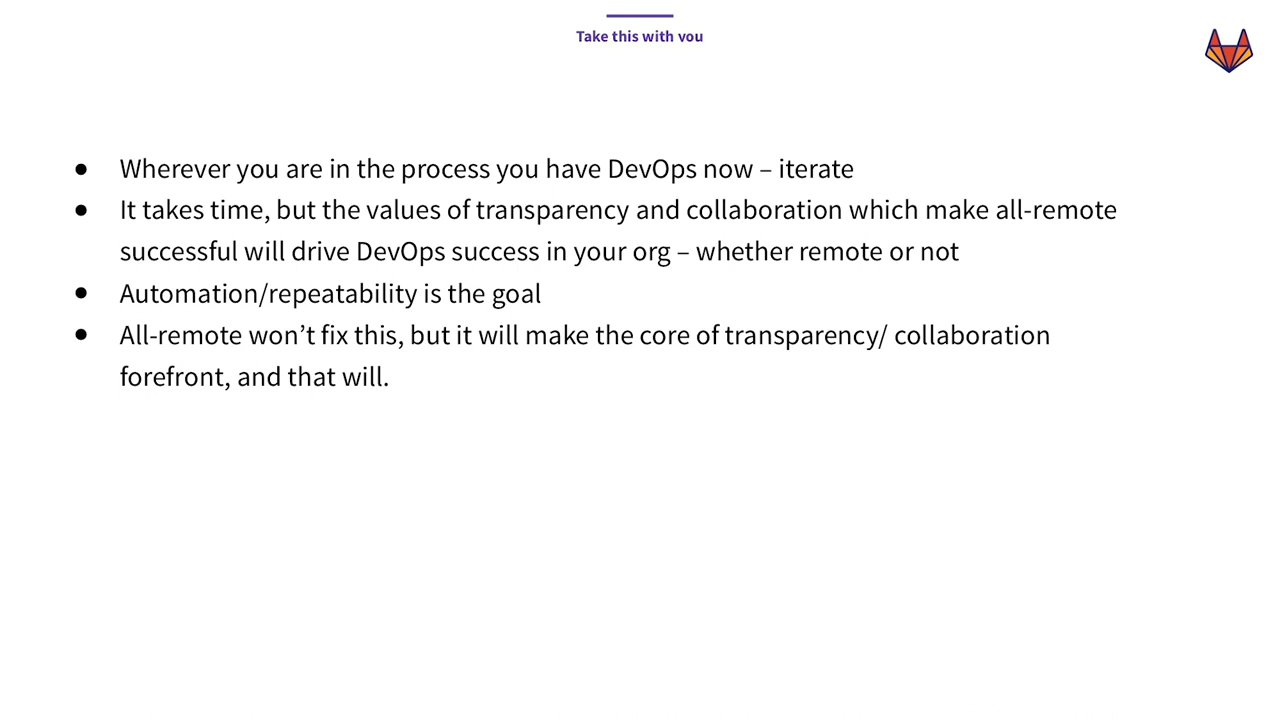 Take this with you
● Wherever you are in the process you have DevOps now – iterate
● It takes time, but the values of transparency and collaboration which make all-remote
successful will drive DevOps success in your org – whether remote or not
● Automation/repeatability is the goal
● All-remote won’t fix this, but it will make the core of transparency/ collaboration
forefront, and that will.